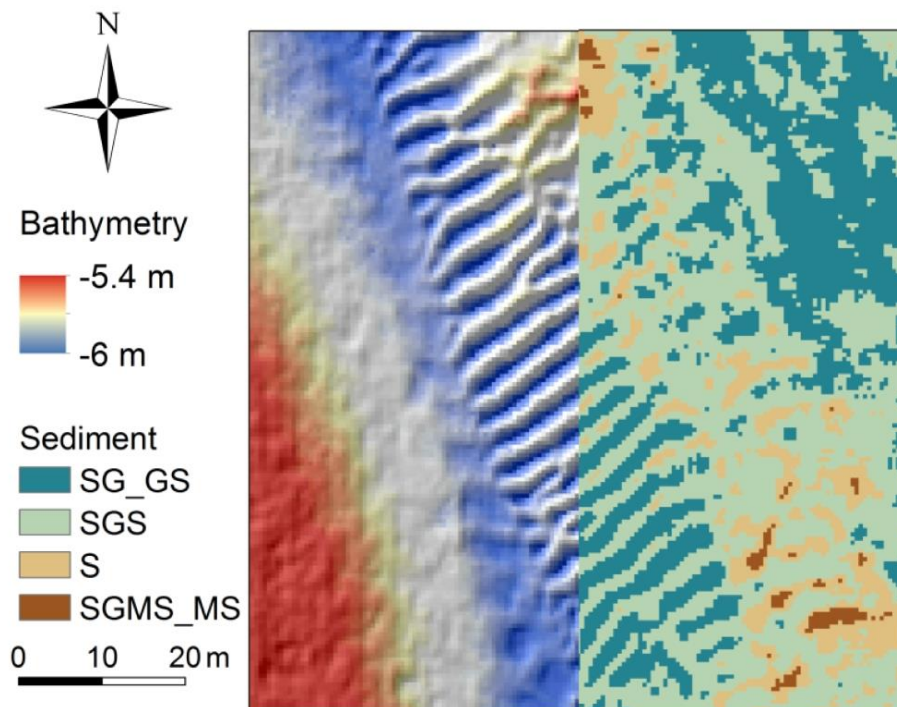 N
Bathymetry
-5.4 m
-6 m
Sediment
SG_GS
SGS
S
SGMS_MS
0 10 20 m